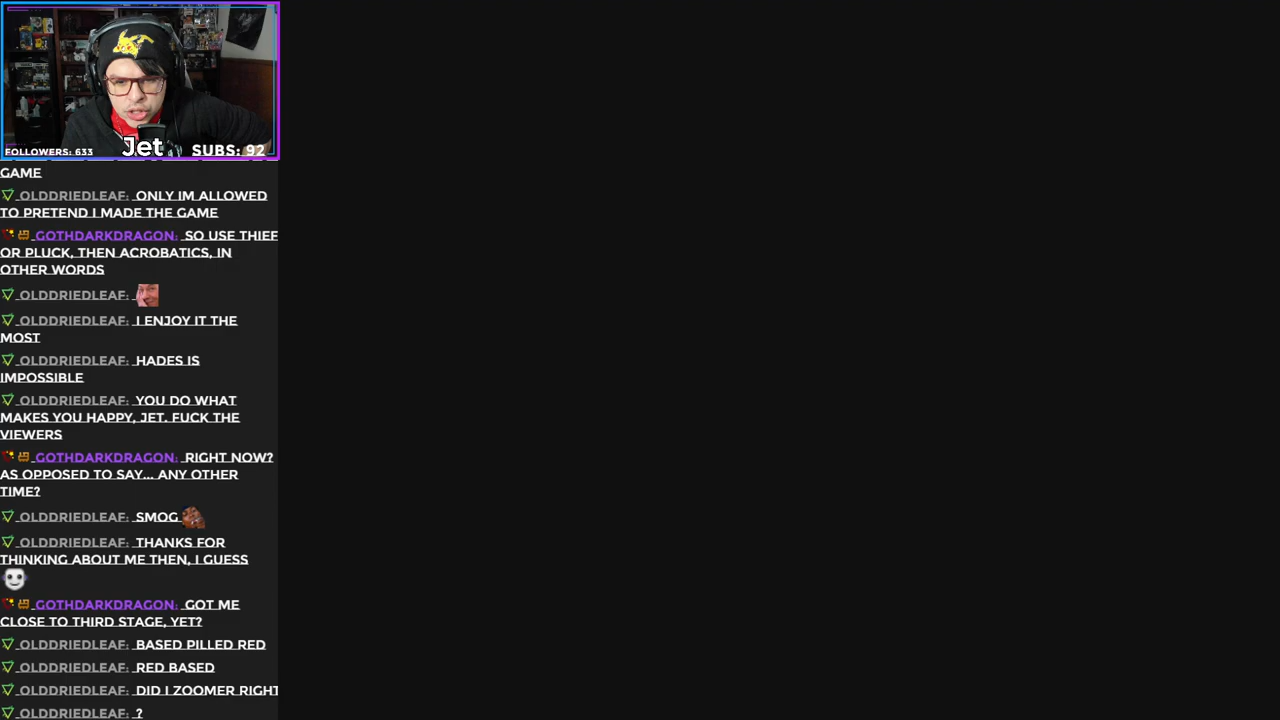 FOLLOWERS: 633
Jet
SUBS: 92
GAME
OLDDRIEDLEAF: ONLY IM ALLOWED
TO PRETEND I MADE THE GAME
GOTHDARKDRAGON: SO USE THIEF
OR PLUCK, THEN ACROBATICS, IN
OTHER WORDS
OLDDRIEDLEAF:
OLDDRIEDLEAF: I ENJOY IT THE
MOST
OLDDRIEDLEAF: HADES IS
IMPOSSIBLE
OLDDRIEDLEAF: YOU DO WHAT
MAKES YOU HAPPY, JET. FUCK THE
VIEWERS
GOTHDARKDRAGON: RIGHT NOW?
AS OPPOSED TO SAY... ANY OTHER
TIME?
OLDDRIEDLEAF: SMOG
OLDDRIEDLEAF: THANKS FOR
THINKING ABOUT ME THEN, I GUESS
GOTHDARKDRAGON: GOT ME
CLOSE TO THIRD STAGE, YET?
OLDDRIEDLEAF: BASED PILLED RED
OLDDRIEDLEAF: RED BASED
OLDDRIEDLEAF: DID I ZOOMER RIGHT
OLDDRIEDLEAF: ?